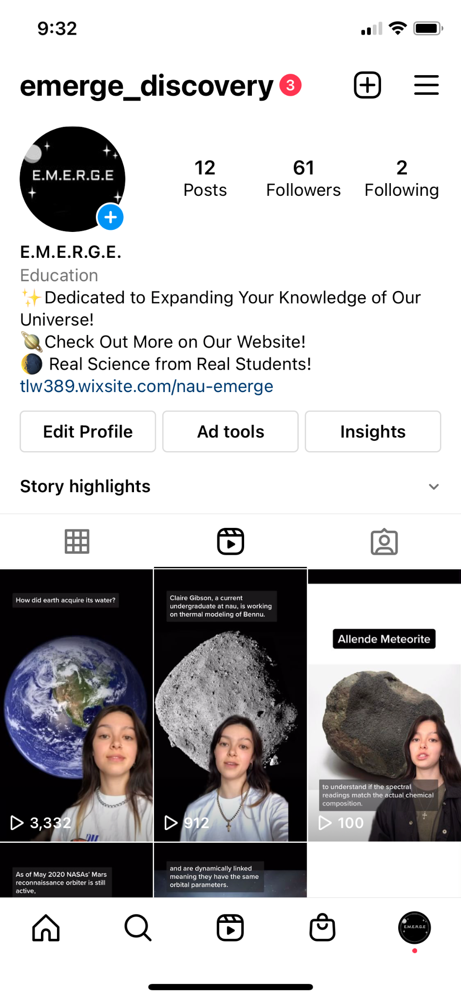 9:32
emerge_discovery 3
E.M.E.R.G.E
12 61 2
Posts Followers Following
E.M.E.R.G.E.
Education
✨Dedicated to Expanding Your Knowledge of Our
Universe!
🪐Check Out More on Our Website!
🌘 Real Science from Real Students!
tlw389.wixsite.com/nau-emerge
Edit Profile Ad tools Insights
Story highlights
How did earth acquire its water?
3,332
Claire Gibson, a current
undergraduate at nau, is working
on thermal modeling of Bennu.
912
Allende Meteorite
to understand if the spectral
readings match the actual chemical
composition.
100
As of May 2020 NASAs' Mars
reconnaissance orbiter is still
active,
and are dynamically linked
meaning they have the same
orbital parameters.
E.M.E.R.G.E